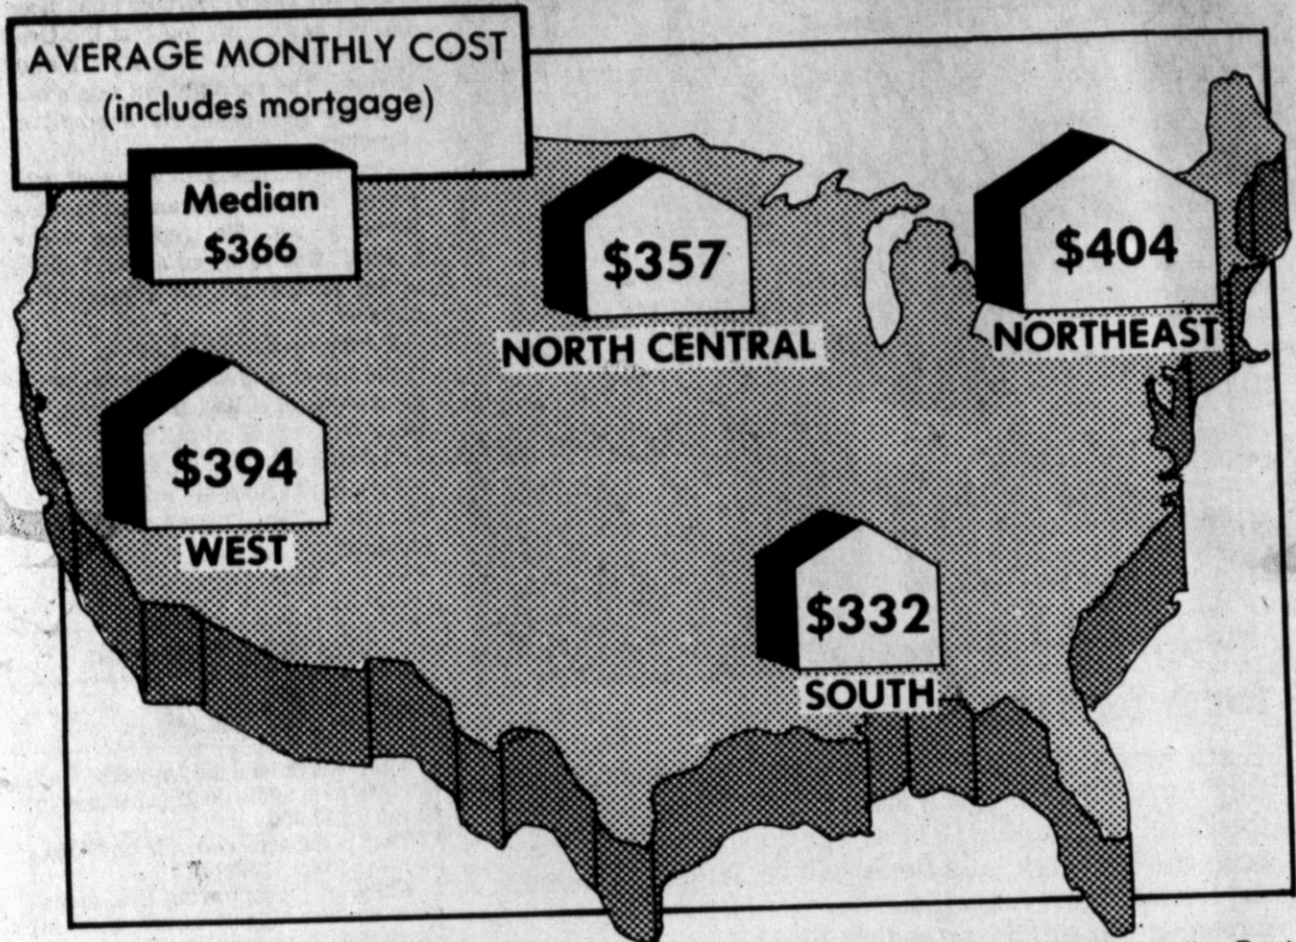 AVERAGE MONTHLY COST
(includes mortgage)
Median
$366
$357
NORTH CENTRAL
$404
NORTHEAST
$394
WEST
$332
SOUTH